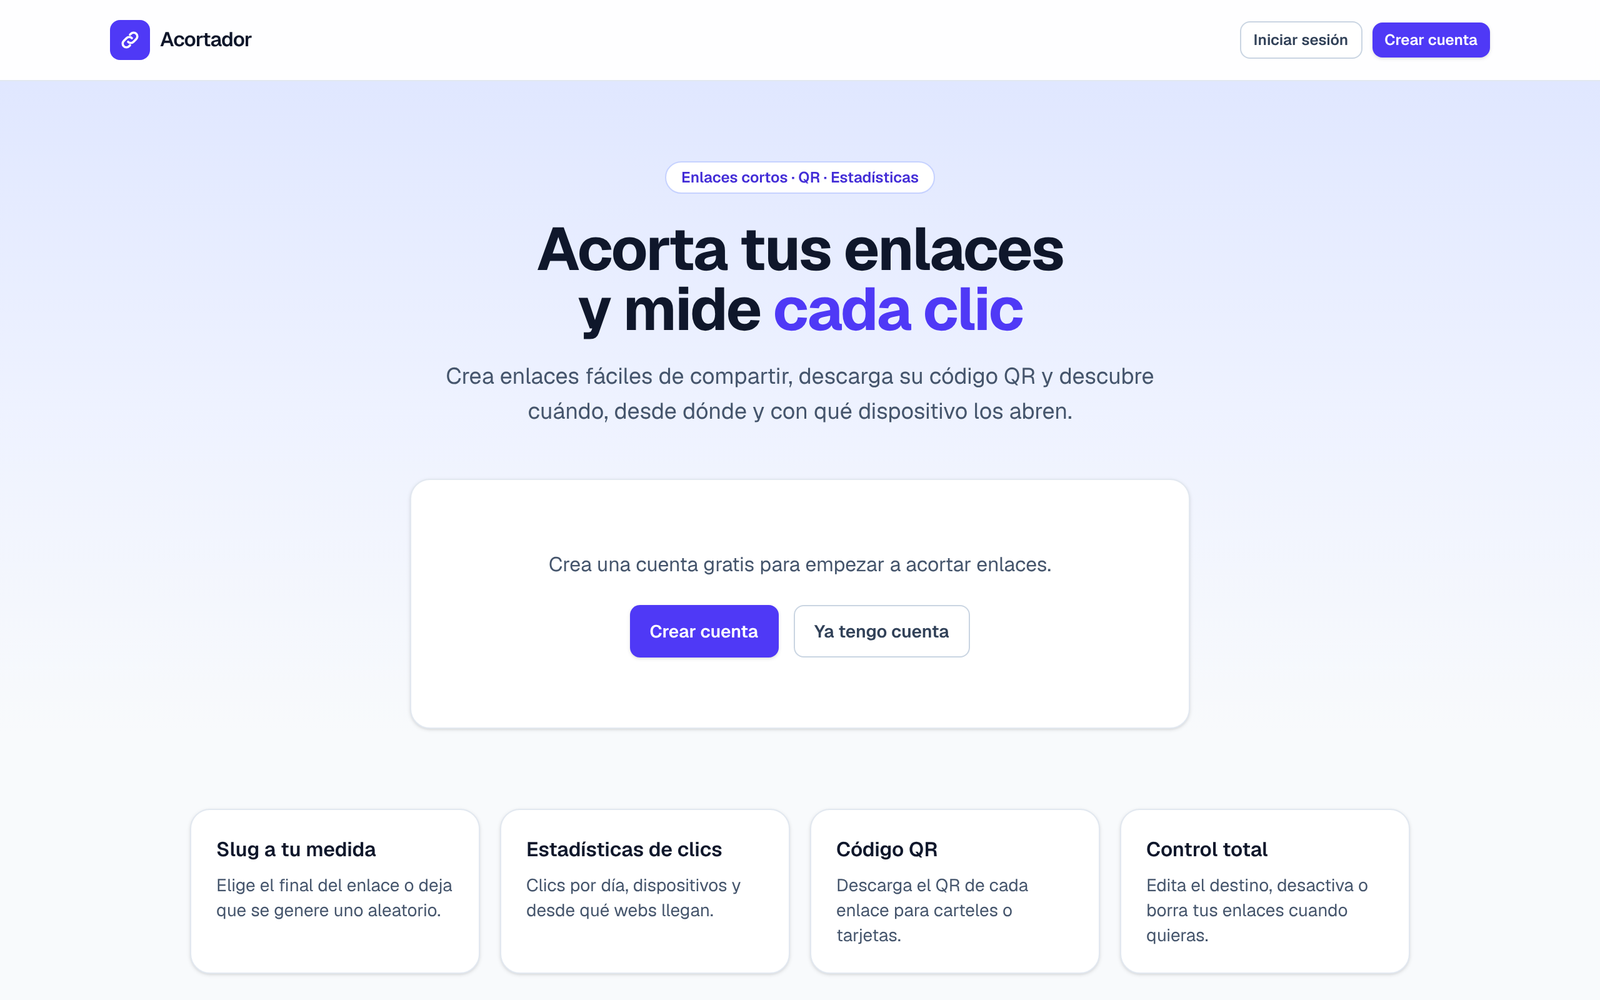 Acortador
Iniciar sesión
Crear cuenta
Enlaces cortos · QR · Estadísticas
Acorta tus enlaces
y mide cada clic
Crea enlaces fáciles de compartir, descarga su código QR y descubre
cuándo, desde dónde y con qué dispositivo los abren.
Crea una cuenta gratis para empezar a acortar enlaces.
Crear cuenta
Ya tengo cuenta
Slug a tu medida
Elige el final del enlace o deja
que se genere uno aleatorio.
Estadísticas de clics
Clics por día, dispositivos y
desde qué webs llegan.
Código QR
Descarga el QR de cada
enlace para carteles o
tarjetas.
Control total
Edita el destino, desactiva o
borra tus enlaces cuando
quieras.